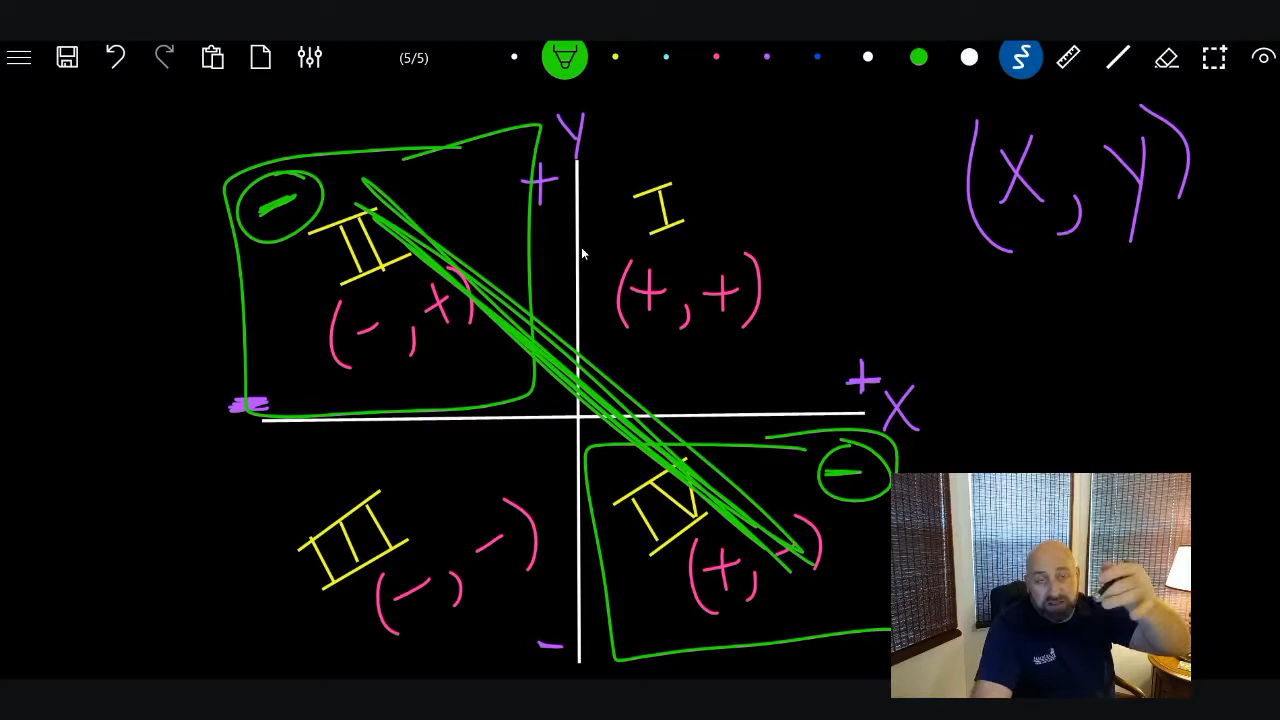 (5/5)
Y
(X, Y)
+
I
-
II
(+, +)
(-, +)
+
X
-
-
III
IV
(-, -)
(+, -)
-